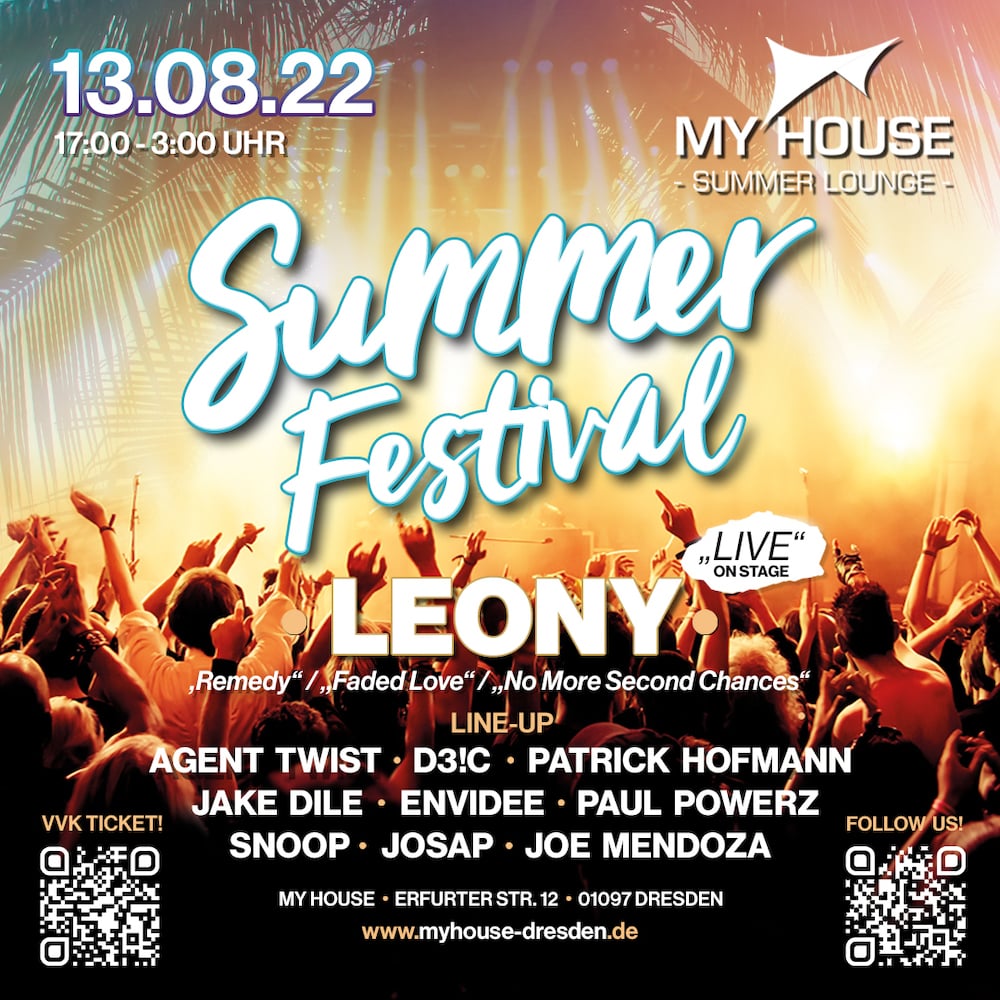 13.08.22
17:00 - 3:00 UHR
MY HOUSE
- SUMMER LOUNGE -
Summer
Festival
„LIVE“
ON STAGE
LEONY
‚Remedy“ / „Faded Love“ / „No More Second Chances“
LINE-UP
AGENT TWIST • D3!C • PATRICK HOFMANN
JAKE DILE • ENVIDEE • PAUL POWERZ
SNOOP • JOSAP • JOE MENDOZA
VVK TICKET!
FOLLOW US!
MY HOUSE • ERFURTER STR. 12 • 01097 DRESDEN
www.myhouse-dresden.de